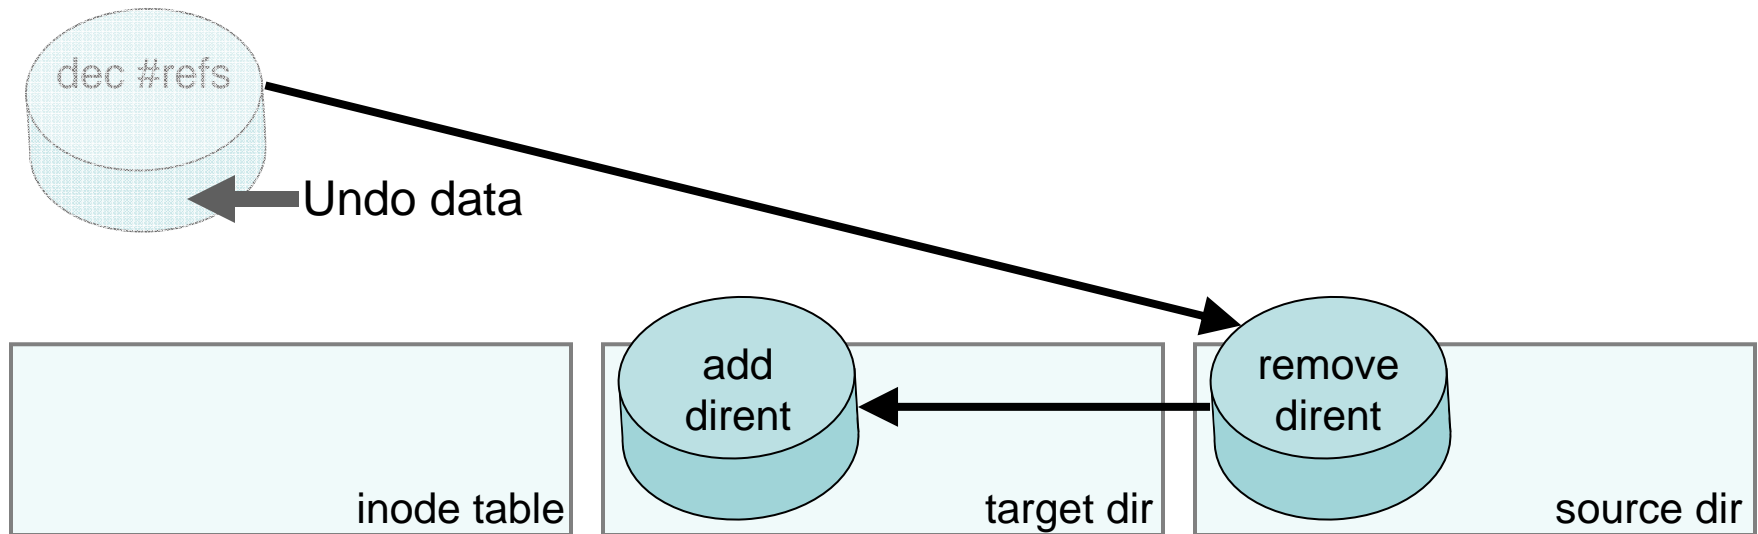 dec #refs
Undo data
add
dirent
remove
dirent
inode table
target dir
source dir